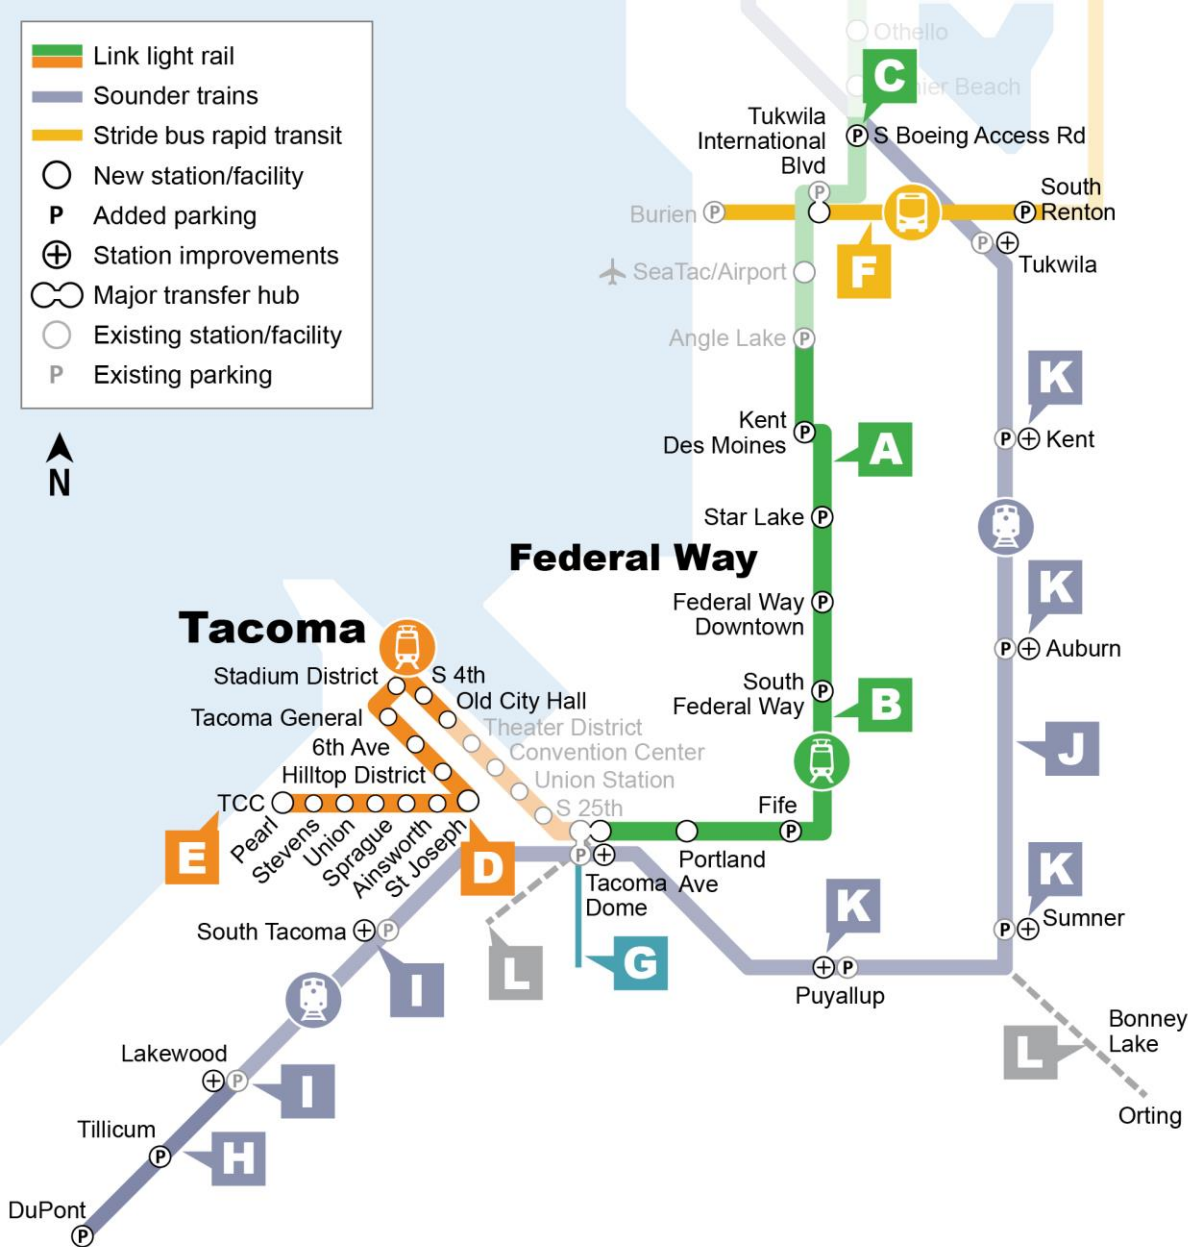 Link light rail
Sounder trains
Stride bus rapid transit
New station/facility
P Added parking
Station improvements
Major transfer hub
Existing station/facility
P Existing parking
N
Othello
C
nier Beach
Tukwila
International
Blvd
P S Boeing Access Rd
P
Burien P
F
South
P Renton
P
Tukwila
SeaTac/Airport
Angle Lake P
K
Kent
Des Moines P
A
P Kent
Star Lake P
Federal Way
K
Federal Way
Downtown P
P Auburn
Tacoma
Stadium District
S 4th
Old City Hall
Tacoma General
Theater District
6th Ave
Convention Center
Hilltop District
Union Station
S 25th
South
Federal Way P
B
J
TCC
Pearl
Stevens
Union
Sprague
Ainsworth
St Joseph
E
D
Fife
P
P
Tacoma
Dome
Portland
Ave
K
K
South Tacoma P
P Sumner
L
G
I
P
Puyallup
Bonney
Lake
L
Orting
Lakewood
P
I
Tillicum
P
H
DuPont
P